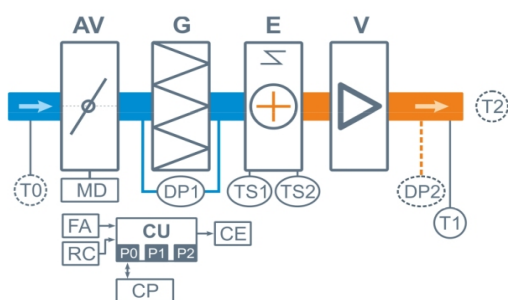 AV G E V
T2
T0 MD DP1 TS1 TS2 DP2
T1
FA CU CE
RC P0 P1 P2
CP